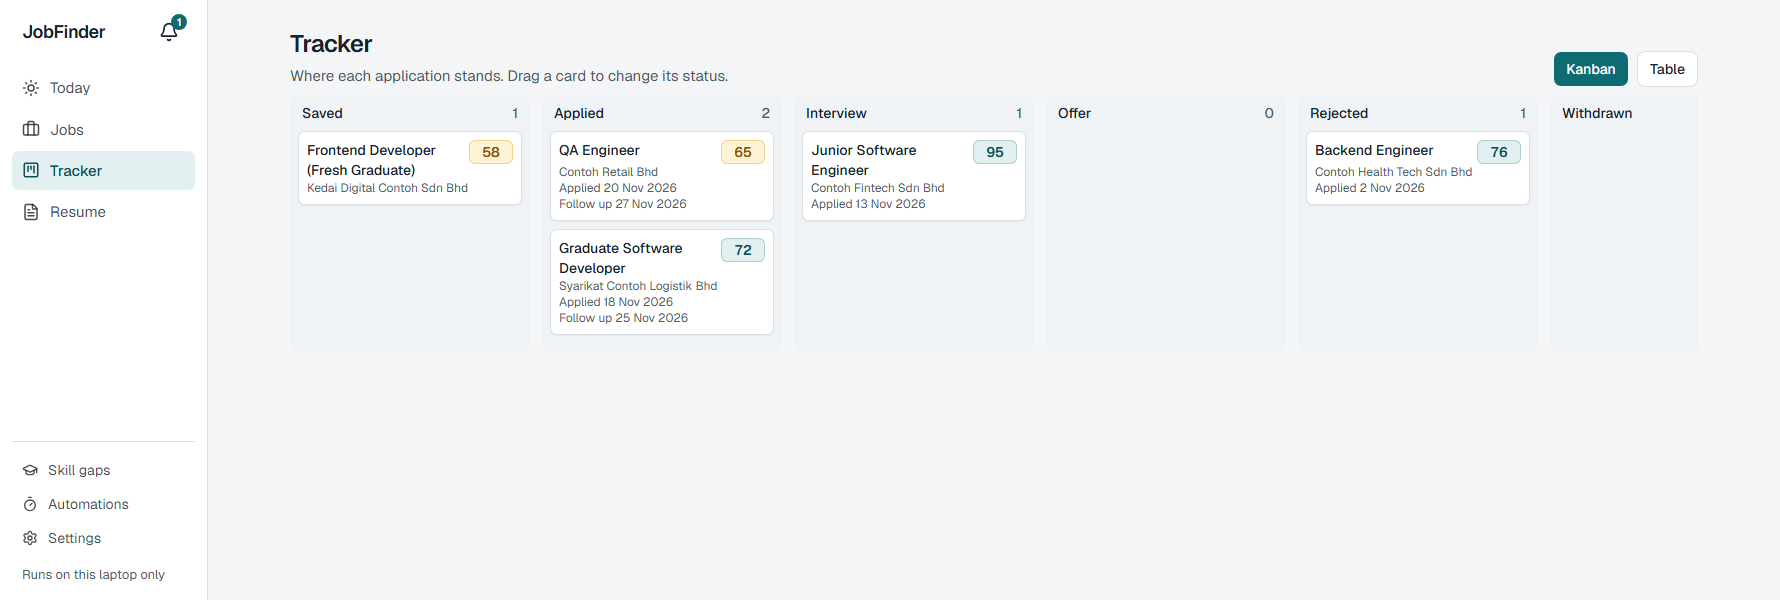 JobFinder
1
Today
Jobs
Tracker
Resume
Skill gaps
Automations
Settings
Runs on this laptop only
Tracker
Where each application stands. Drag a card to change its status.
Kanban
Table
Saved 1
Frontend Developer 58
(Fresh Graduate)
Kedai Digital Contoh Sdn Bhd
Applied 2
QA Engineer 65
Contoh Retail Bhd
Applied 20 Nov 2026
Follow up 27 Nov 2026
Graduate Software 72
Developer
Syarikat Contoh Logistik Bhd
Applied 18 Nov 2026
Follow up 25 Nov 2026
Interview 1
Junior Software 95
Engineer
Contoh Fintech Sdn Bhd
Applied 13 Nov 2026
Offer 0
Rejected 1
Backend Engineer 76
Contoh Health Tech Sdn Bhd
Applied 2 Nov 2026
Withdrawn